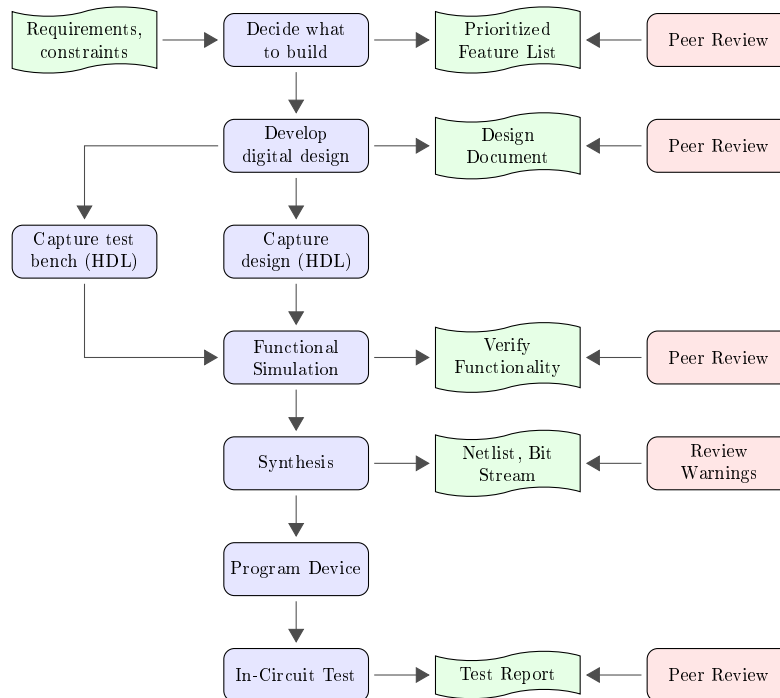 Requirements,
constraints
Decide what
to build
Prioritized
Feature List
Peer Review
Develop
digital design
Design
Document
Peer Review
Capture test
bench (HDL)
Capture
design (HDL)
Functional
Simulation
Verify
Functionality
Peer Review
Synthesis
Netlist, Bit
Stream
Review
Warnings
Program Device
In-Circuit Test
Test Report
Peer Review